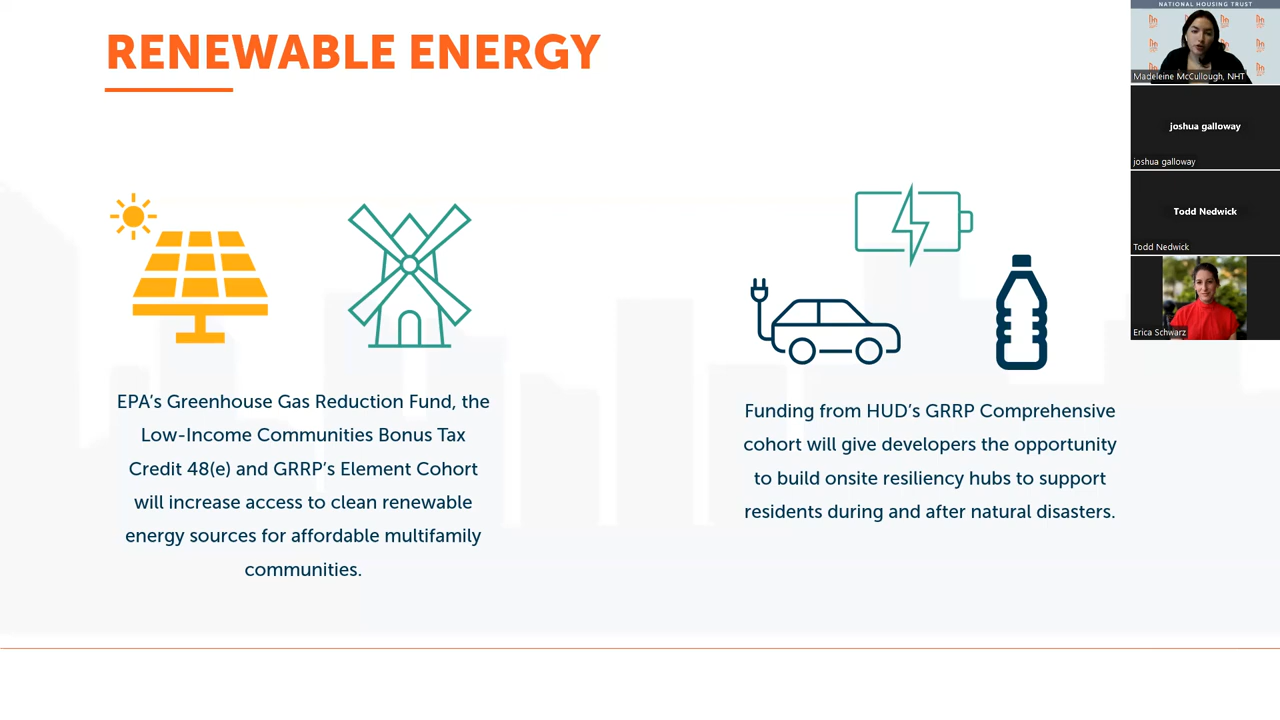 RENEWABLE ENERGY
EPA's Greenhouse Gas Reduction Fund, the
Low-Income Communities Bonus Tax
Credit 48(e) and GRRP's Element Cohort
will increase access to clean renewable
energy sources for affordable multifamily
communities.
Funding from HUD's GRRP Comprehensive
cohort will give developers the opportunity
to build onsite resiliency hubs to support
residents during and after natural disasters.
NATIONAL HOUSING TRUST
Madeleine McCullough, NHT
joshua galloway
joshua galloway
Todd Nedwick
Todd Nedwick
Erica Schwarz